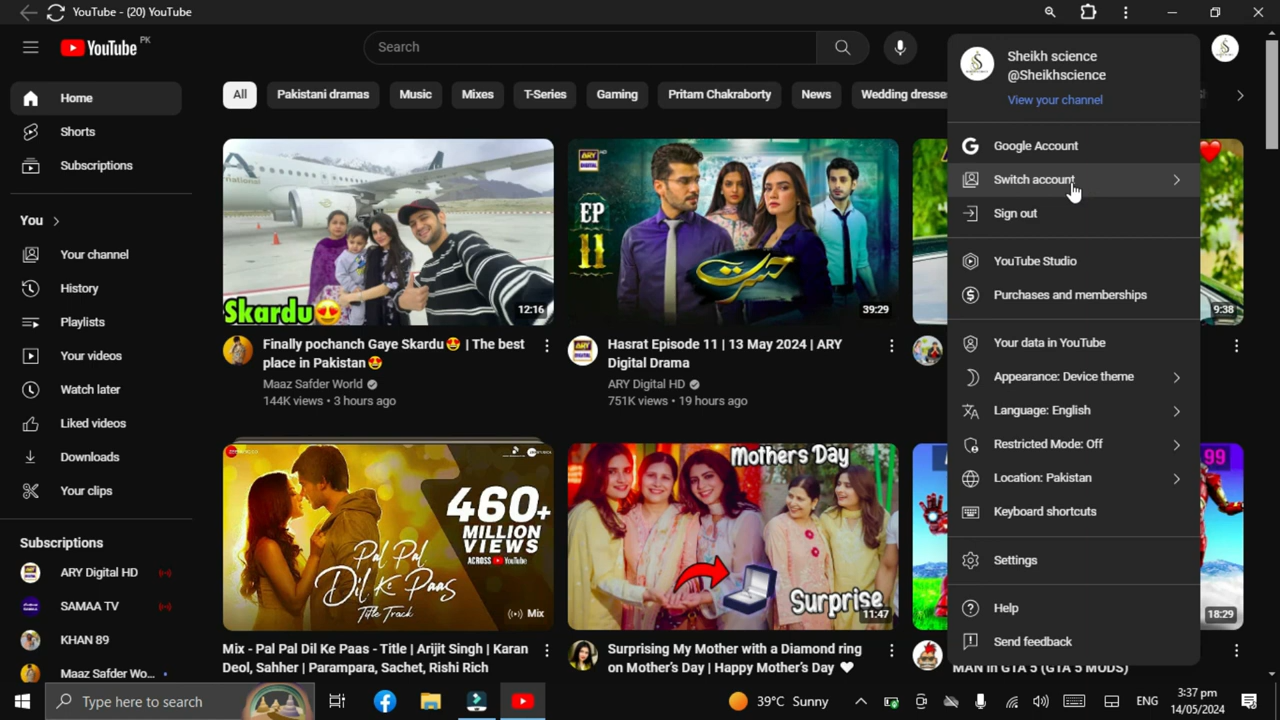 YouTube - (20) YouTube
YouTube PK
Search
All
Pakistani dramas
Music
Mixes
T-Series
Gaming
Pritam Chakraborty
News
Wedding dresse
Home
Shorts
Subscriptions
You
Your channel
History
Playlists
Your videos
Watch later
Liked videos
Downloads
Your clips
Subscriptions
ARY Digital HD
SAMAA TV
KHAN 89
Maaz Safder Wo...
Skardu😍
12:16
Finally pochanch Gaye Skardu😍 | The best
place in Pakistan😍
Maaz Safder World
144K views • 3 hours ago
ARY DIGITAL HD
EP
11
حسرت
39:29
Hasrat Episode 11 | 13 May 2024 | ARY
Digital Drama
ARY Digital HD
751K views • 19 hours ago
9:38
460+
MILLION
VIEWS
ACROSS YouTube
Pal Pal
Dil Ke Paas
Title Track
Mix
Mix - Pal Pal Dil Ke Paas - Title | Arijit Singh | Karan
Deol, Sahher | Parampara, Sachet, Rishi Rich
Mothers Day
Surprise
11:47
Surprising My Mother with a Diamond ring
on Mother's Day | Happy Mother's Day 🤍
99
18:29
MAN in GTA 5 (GTA 5 MODS)
Sheikh science
@Sheikhscience
View your channel
Google Account
Switch account
Sign out
YouTube Studio
Purchases and memberships
Your data in YouTube
Appearance: Device theme
Language: English
Restricted Mode: Off
Location: Pakistan
Keyboard shortcuts
Settings
Help
Send feedback
Type here to search
39°C Sunny
ENG
3:37 pm
14/05/2024